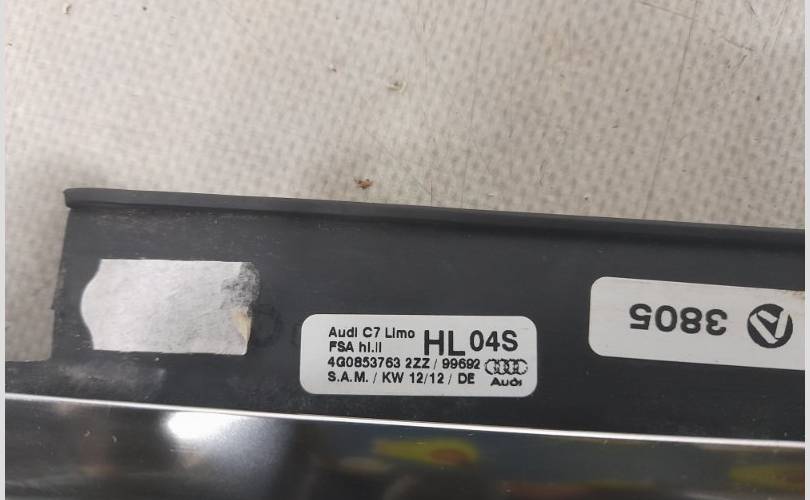 Audi C7 Limo
FSA hl.li
HL 04S
4G0853763 2ZZ / 99692
S.A.M. / KW 12/12 / DE
Audi
3805